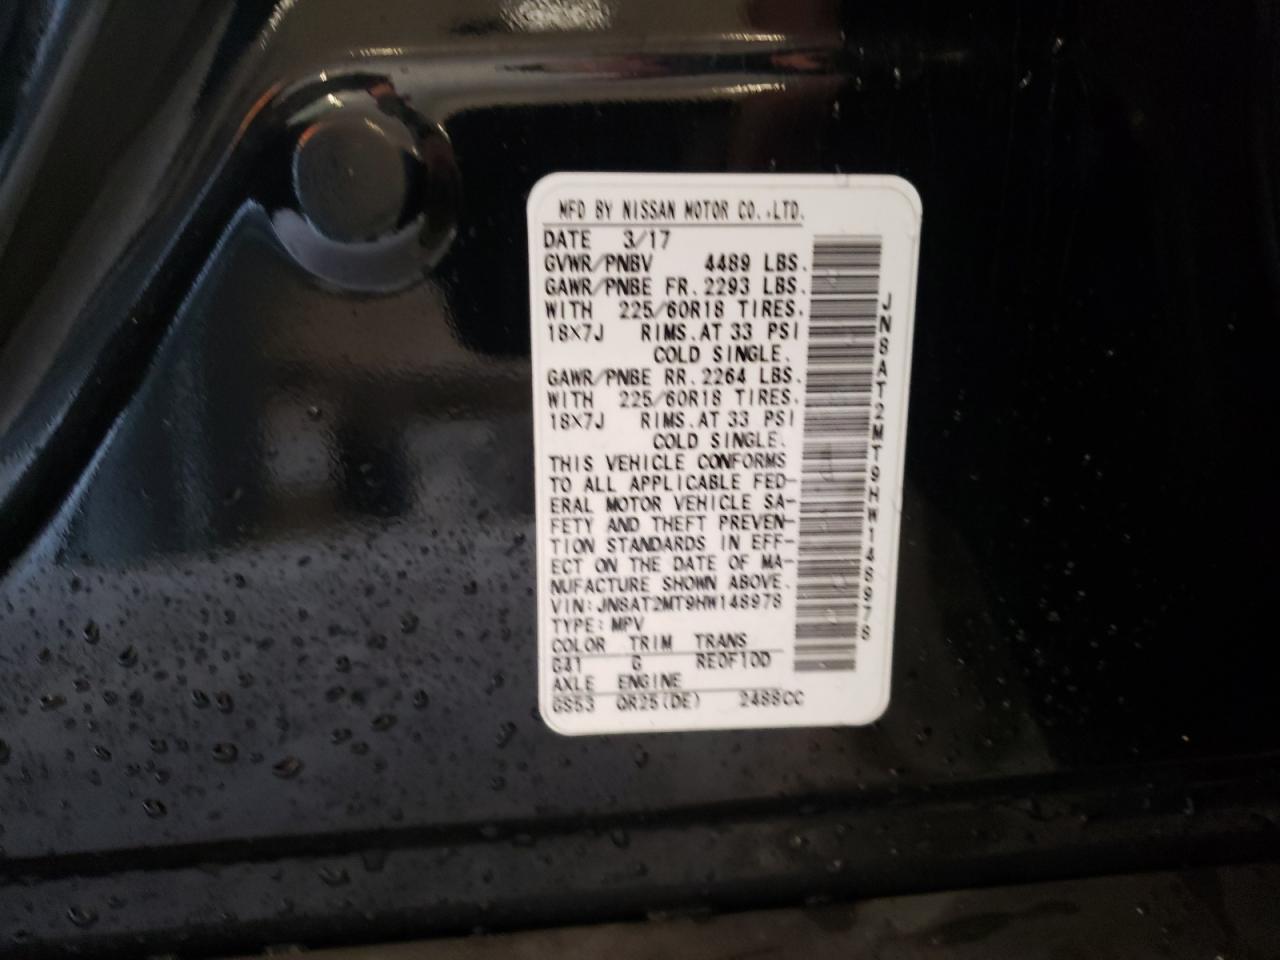 MFD BY NISSAN MOTOR CO.,LTD.
DATE 3/17
GVWR/PNBV 4489 LBS.
GAWR/PNBE FR. 2293 LBS.
WITH 225/60R18 TIRES.
18×7J RIMS. AT 33 PSI
COLD SINGLE.
GAWR/PNBE RR. 2264 LBS.
WITH 225/60R18 TIRES.
18×7J RIMS. AT 33 PSI
COLD SINGLE.
THIS VEHICLE CONFORMS
TO ALL APPLICABLE FED-
ERAL MOTOR VEHICLE SA-
FETY AND THEFT PREVEN-
TION STANDARDS IN EFF-
ECT ON THE DATE OF MA-
NUFACTURE SHOWN ABOVE.
VIN: JN8AT2MT9HW148978
TYPE: MPV
COLOR TRIM TRANS
G41 G RE0F10D
AXLE ENGINE
GS53 QR25(DE) 2488CC
JN8AT2MT9HW148978